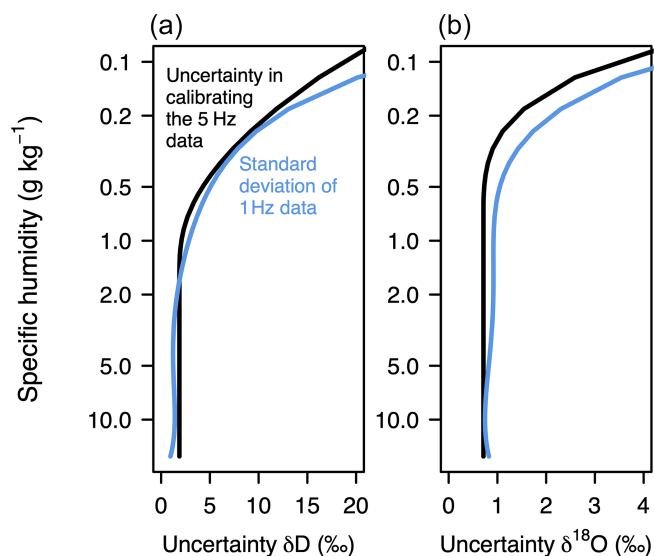 (a)
(b)
Specific humidity (g kg⁻¹)
0.1
0.2
0.5
1.0
2.0
5.0
10.0
Uncertainty in
calibrating
the 5 Hz
data
Standard
deviation of
1Hz data
0 5 10 15 20
Uncertainty δD (‰)
0.1
0.2
0.5
1.0
2.0
5.0
10.0
0 1 2 3 4
Uncertainty δ¹⁸O (‰)